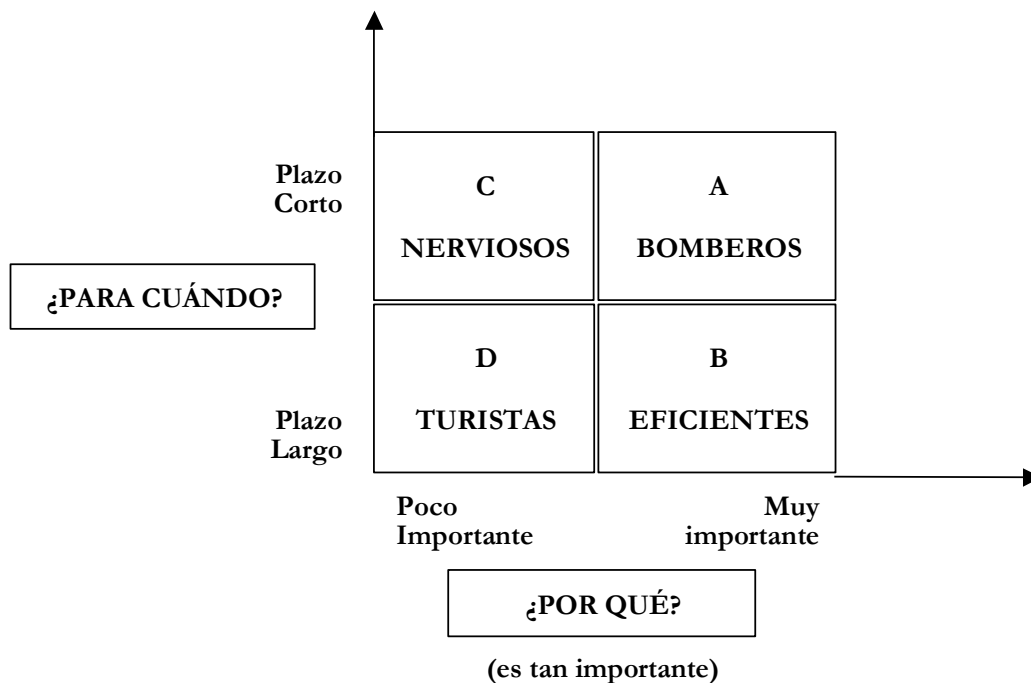 Plazo
Corto
C
NERVIOSOS
A
BOMBEROS
¿PARA CUÁNDO?
D
TURISTAS
B
EFICIENTES
Plazo
Largo
Poco
Importante
Muy
importante
¿POR QUÉ?
(es tan importante)